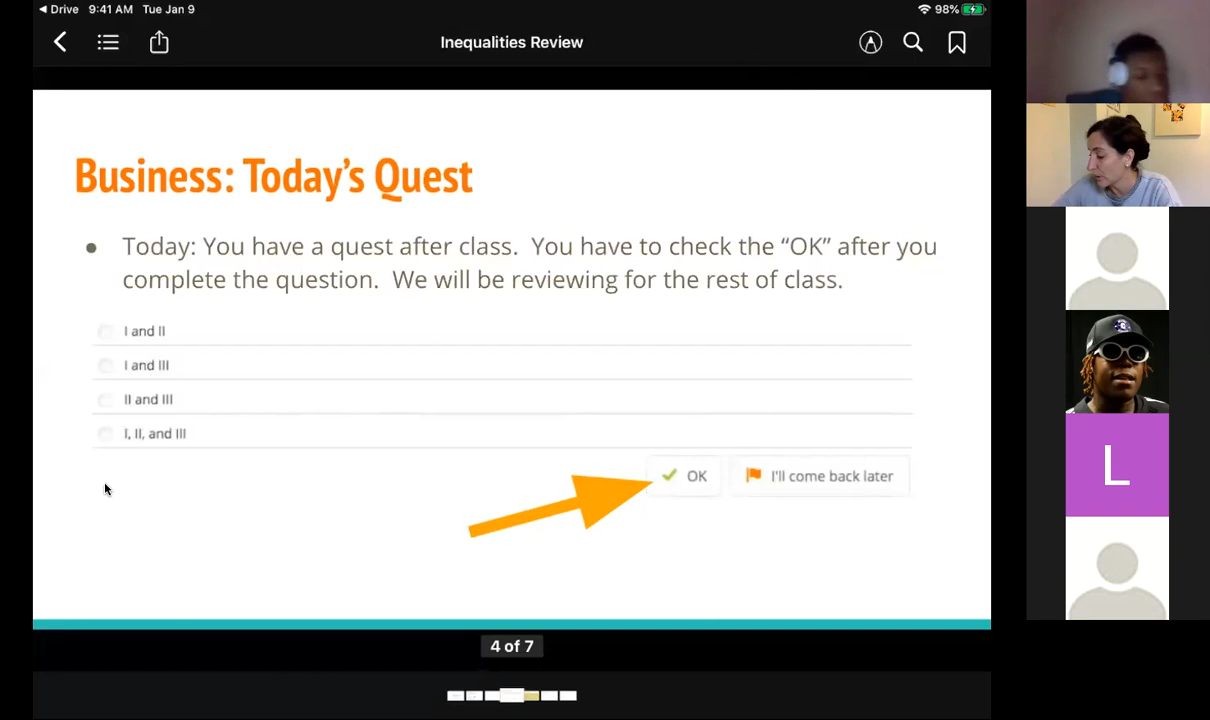 Drive 9:41 AM Tue Jan 9 98%
Inequalities Review
Business: Today's Quest
Today: You have a quest after class. You have to check the “OK” after you
complete the question. We will be reviewing for the rest of class.
I and II
I and III
II and III
I, II, and III
OK I'll come back later
4 of 7
L